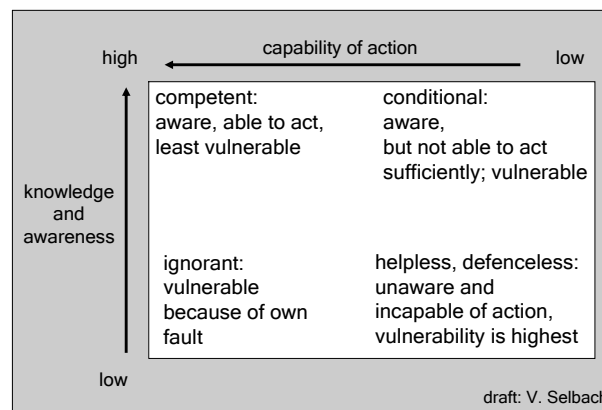 capability of action
high
low
competent:
aware, able to act,
least vulnerable
conditional:
aware,
but not able to act
sufficiently; vulnerable
knowledge
and
awareness
ignorant:
vulnerable
because of own
fault
helpless, defenceless:
unaware and
incapable of action,
vulnerability is highest
low
draft: V. Selbach